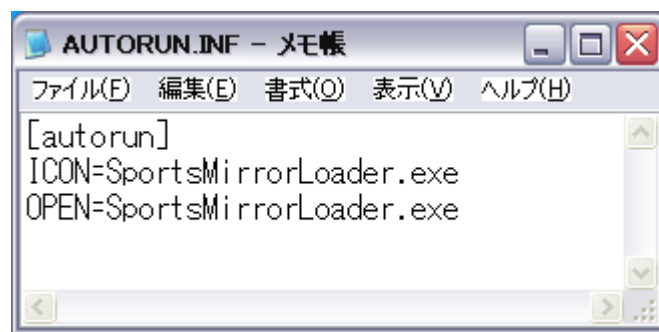 AUTORUN.INF - メモ帳
ファイル(F) 編集(E) 書式(O) 表示(V) ヘルプ(H)
[autorun]
ICON=SportsMirrorLoader.exe
OPEN=SportsMirrorLoader.exe